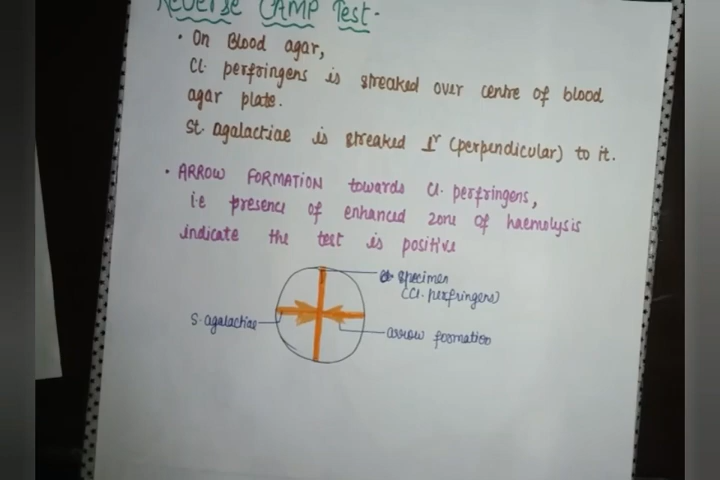 REVERSE CAMP Test-
• On Blood agar,
Cl. perfringens is streaked over centre of blood
agar plate.
St. agalactiae is streaked ⊥r (perpendicular) to it.
• ARROW FORMATION towards Cl. perfringens,
i.e presence of enhanced zone of haemolysis
indicate the test is positive
specimen
(Cl. perfringens)
S. agalactiae
arrow formation